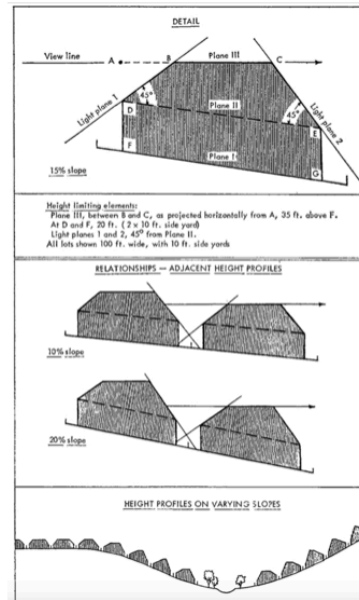 DETAIL
View line
A
B
Plane III
C
Light plane 1
45°
D
Plane II
45°
E
Light plane 2
F
Plane I
G
15% slope
Height limiting elements:
Plane III, between B and C, as projected horizontally from A, 35 ft. above F.
At D and F, 20 ft. (2 x 10 ft. side yard)
Light planes 1 and 2, 45° from Plane II.
All lots shown 100 ft. wide, with 10 ft. side yards
RELATIONSHIPS — ADJACENT HEIGHT PROFILES
10% slope
20% slope
HEIGHT PROFILES ON VARYING SLOPES